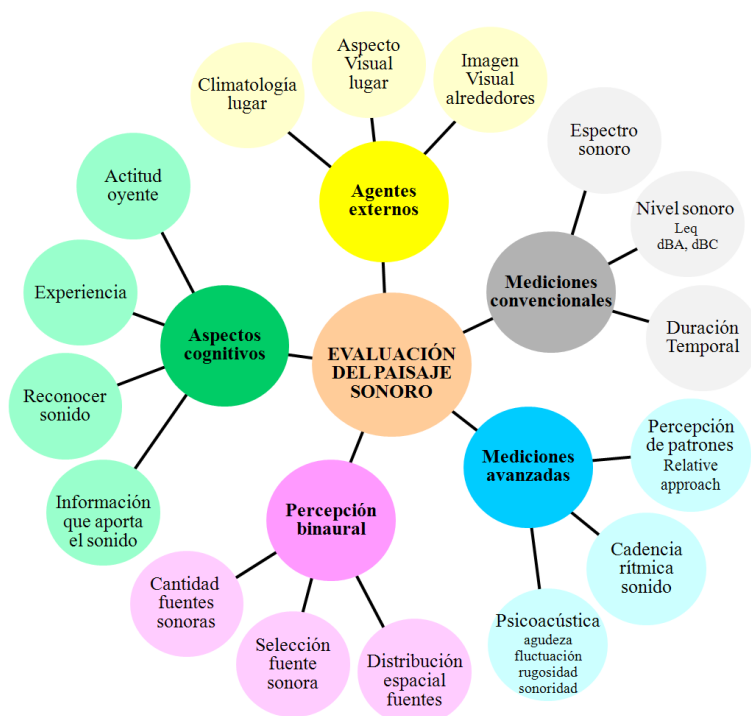 Aspecto
Visual
lugar
Imagen
Visual
alrededores
Climatología
lugar
Agentes
externos
Espectro
sonoro
Nivel sonoro
Leq
dBA, dBC
Duración
Temporal
Mediciones
convencionales
Actitud
oyente
Experiencia
Reconocer
sonido
Información
que aporta
el sonido
Aspectos
cognitivos
EVALUACIÓN
DEL PAISAJE
SONORO
Mediciones
avanzadas
Percepción
de patrones
Relative
approach
Cadencia
rítmica
sonido
Psicoacústica
agudeza
fluctuación
rugosidad
sonoridad
Percepción
binaural
Cantidad
fuentes
sonoras
Selección
fuente
sonora
Distribución
espacial
fuentes